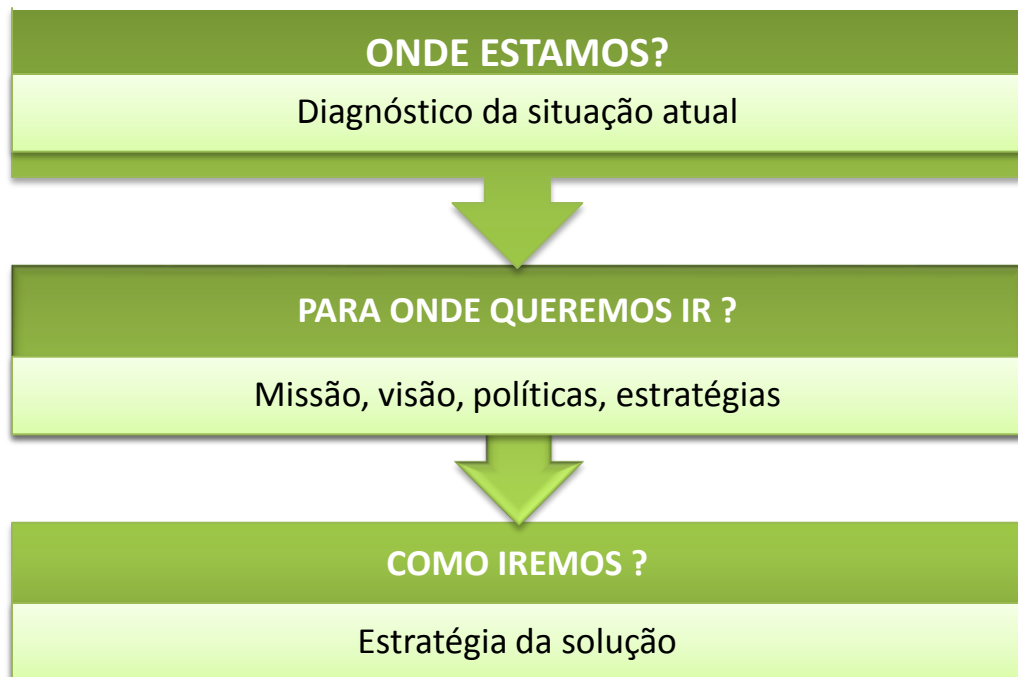 ONDE ESTAMOS?
Diagnóstico da situação atual
PARA ONDE QUEREMOS IR ?
Missão, visão, políticas, estratégias
COMO IREMOS ?
Estratégia da solução